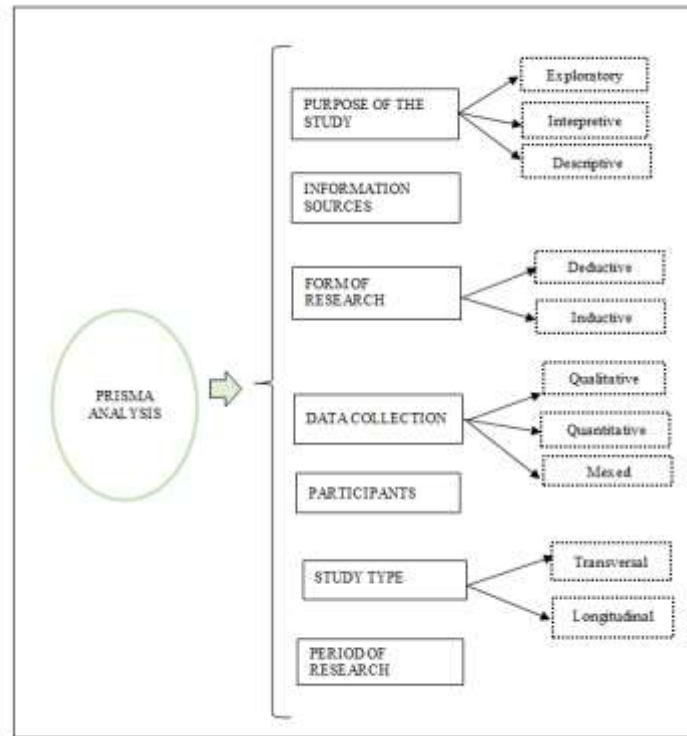 PRISMA
ANALYSIS
PURPOSE OF THE
STUDY
Exploratory
Interpretive
Descriptive
INFORMATION
SOURCES
FORM OF
RESEARCH
Deductive
Inductive
DATA COLLECTION
Qualitative
Quantitative
Mexed
PARTICIPANTS
STUDY TYPE
Transversal
Longitudinal
PERIOD OF
RESEARCH